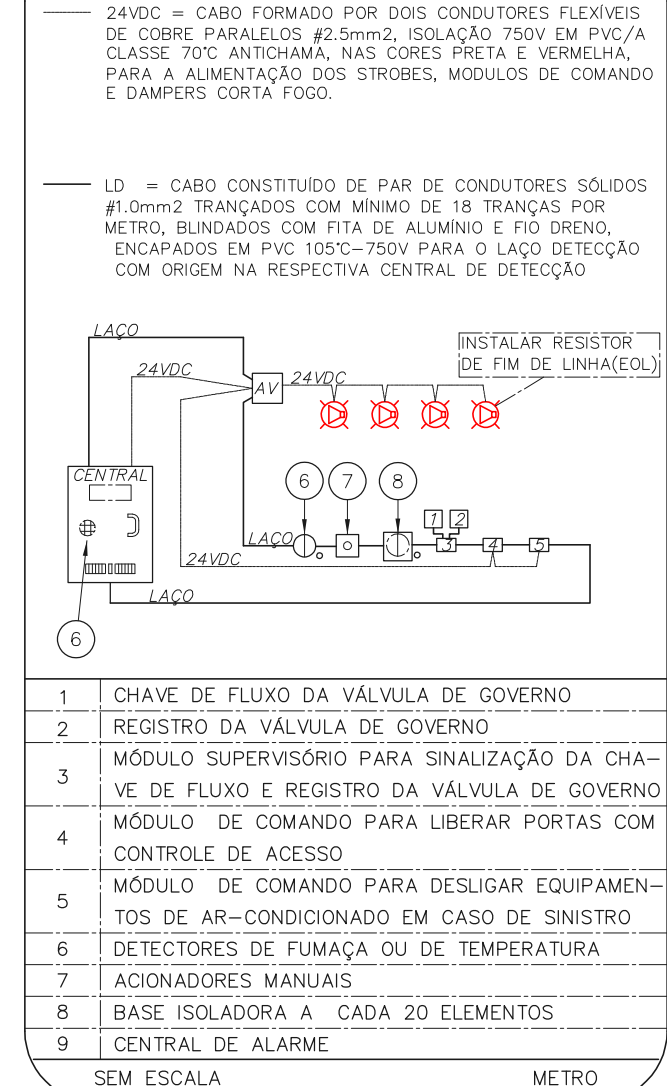 24VDC = CABO FORMADO POR DOIS CONDUTORES FLEXÍVEIS
DE COBRE PARALELOS #2.5mm2, ISOLAÇÃO 750V EM PVC/A
CLASSE 70°C ANTICHAMA, NAS CORES PRETA E VERMELHA,
PARA A ALIMENTAÇÃO DOS STROBES, MODULOS DE COMANDO
E DAMPERS CORTA FOGO.
LD = CABO CONSTITUÍDO DE PAR DE CONDUTORES SÓLIDOS
#1.0mm2 TRANÇADOS COM MÍNIMO DE 18 TRANÇAS POR
METRO, BLINDADOS COM FITA DE ALUMÍNIO E FIO DRENO,
ENCAPADOS EM PVC 105°C-750V PARA O LAÇO DETECÇÃO
COM ORIGEM NA RESPECTIVA CENTRAL DE DETECÇÃO
LAÇO
INSTALAR RESISTOR
DE FIM DE LINHA(EOL)
24VDC
AV
24VDC
CENTRAL
6
7
8
1
2
LAÇO
3
4
5
24VDC
LAÇO
6
1 CHAVE DE FLUXO DA VÁLVULA DE GOVERNO
2 REGISTRO DA VÁLVULA DE GOVERNO
3 MÓDULO SUPERVISÓRIO PARA SINALIZAÇÃO DA CHA-
VE DE FLUXO E REGISTRO DA VÁLVULA DE GOVERNO
4 MÓDULO DE COMANDO PARA LIBERAR PORTAS COM
CONTROLE DE ACESSO
5 MÓDULO DE COMANDO PARA DESLIGAR EQUIPAMEN-
TOS DE AR-CONDICIONADO EM CASO DE SINISTRO
6 DETECTORES DE FUMAÇA OU DE TEMPERATURA
7 ACIONADORES MANUAIS
8 BASE ISOLADORA A CADA 20 ELEMENTOS
9 CENTRAL DE ALARME
SEM ESCALA METRO